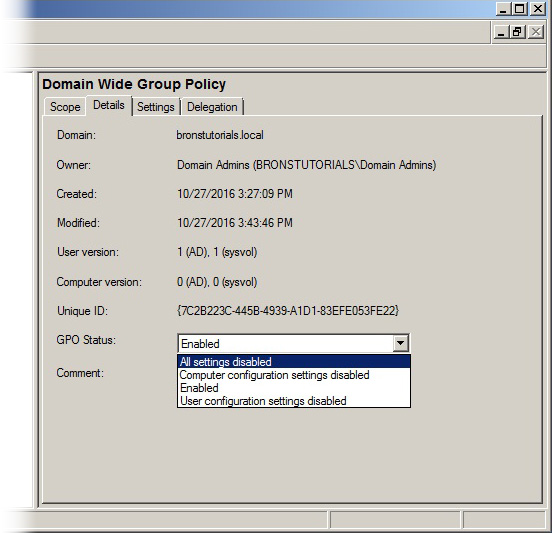 Domain Wide Group Policy
Scope Details Settings Delegation
Domain: bronstutorials.local
Owner: Domain Admins (BRONSTUTORIALS\Domain Admins)
Created: 10/27/2016 3:27:09 PM
Modified: 10/27/2016 3:43:46 PM
User version: 1 (AD), 1 (sysvol)
Computer version: 0 (AD), 0 (sysvol)
Unique ID: {7C2B223C-445B-4939-A1D1-83EFE053FE22}
GPO Status: Enabled
All settings disabled
Comment: Computer configuration settings disabled
Enabled
User configuration settings disabled